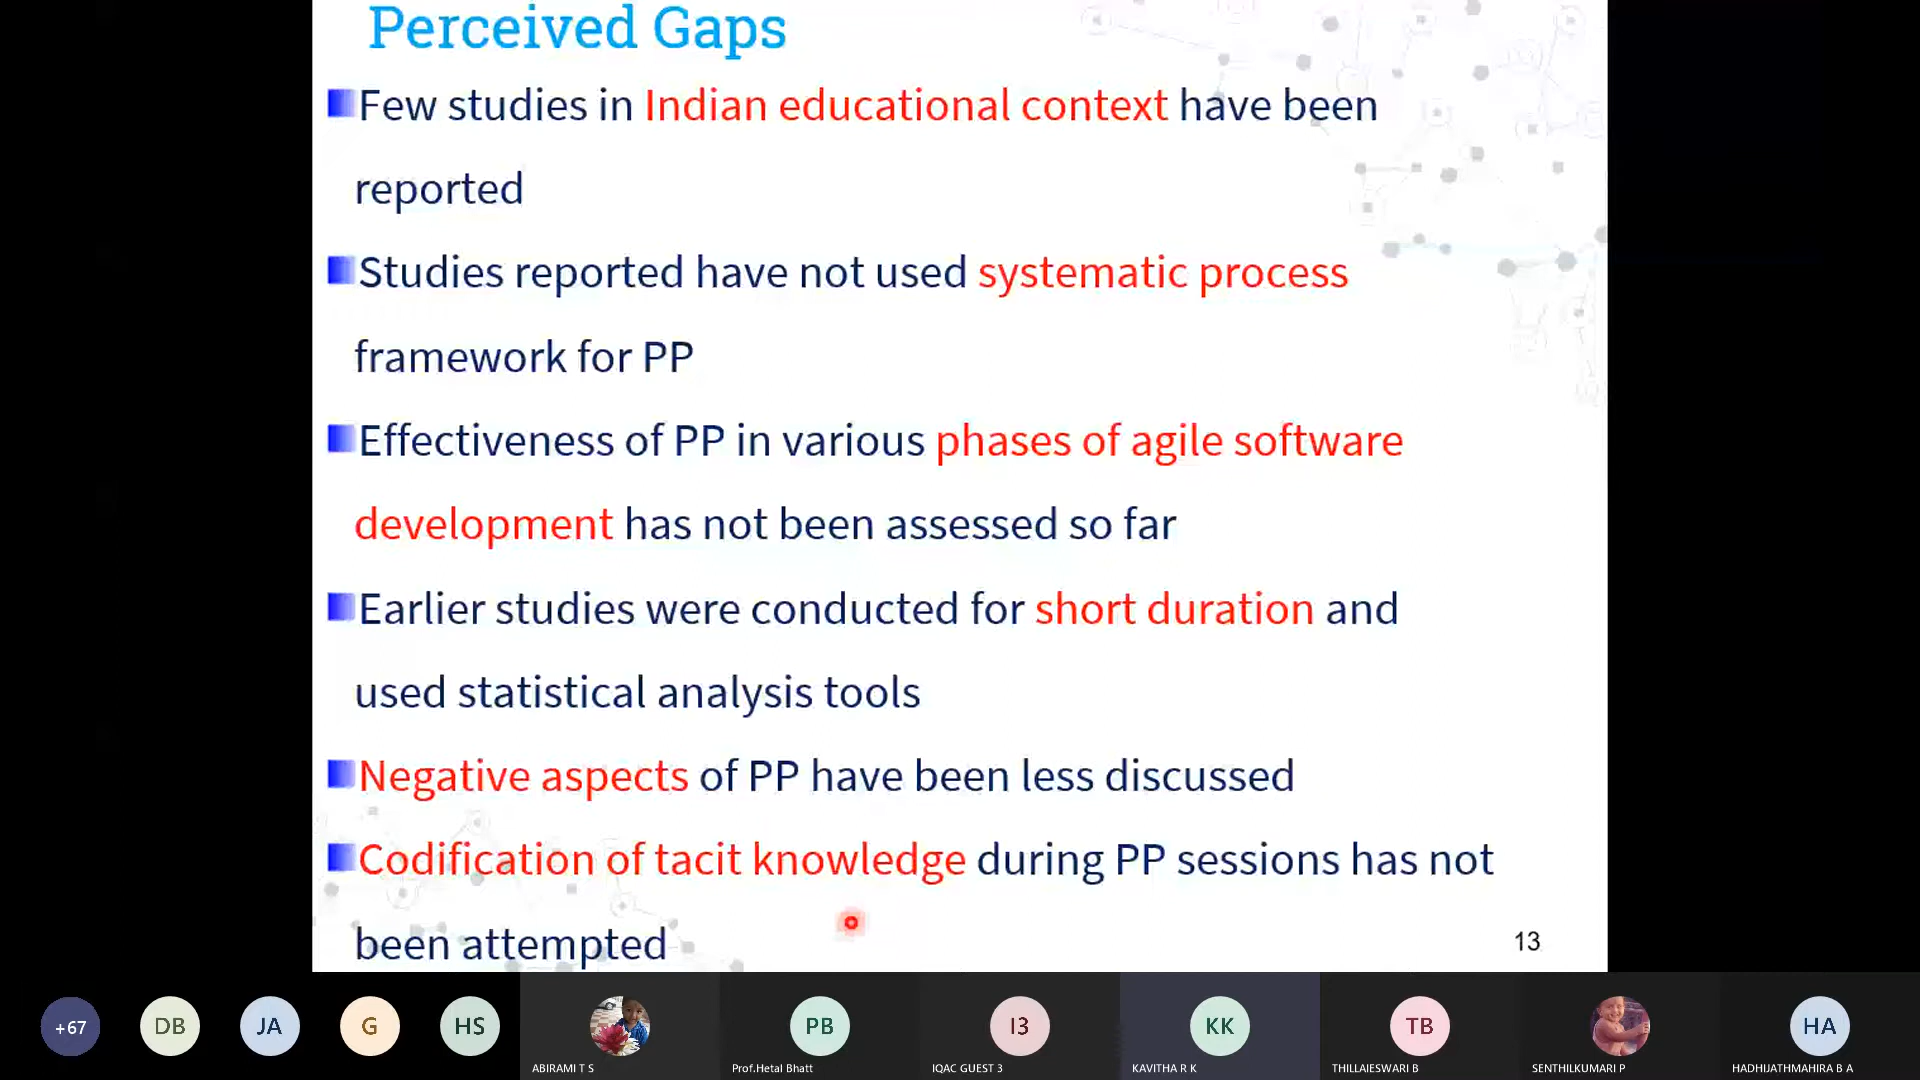 Perceived Gaps
Few studies in Indian educational context have been
reported
Studies reported have not used systematic process
framework for PP
Effectiveness of PP in various phases of agile software
development has not been assessed so far
Earlier studies were conducted for short duration and
used statistical analysis tools
Negative aspects of PP have been less discussed
Codification of tacit knowledge during PP sessions has not
been attempted
13
+67
DB
JA
G
HS
PB
I3
KK
TB
HA
ABIRAMI T S
Prof.Hetal Bhatt
IQAC GUEST 3
KAVITHA R K
THILLAIESWARI B
SENTHILKUMARI P
HADHIJATHMAHIRA B A